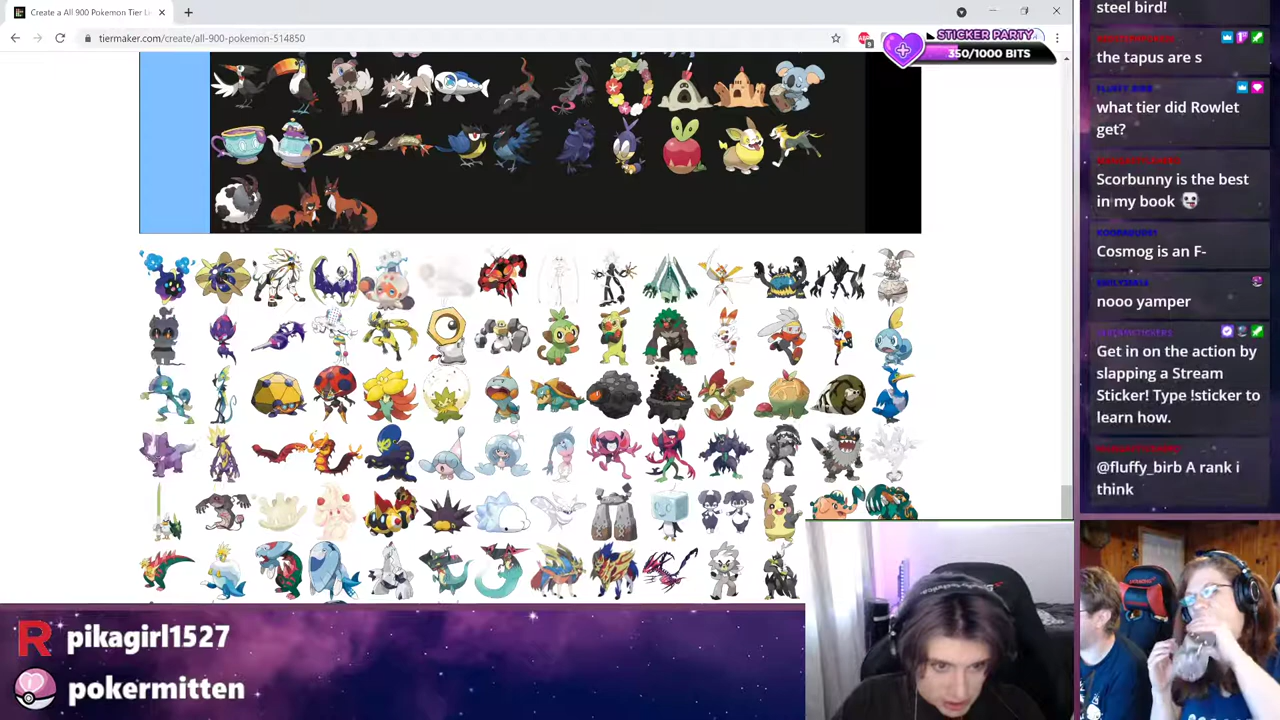 Create a All 900 Pokemon Tier Li
tiermaker.com/create/all-900-pokemon-514850
STICKER PARTY
350/1000 BITS
steel bird!
the tapus are s
FLUFFY_BIRB
what tier did Rowlet
get?
Scorbunny is the best
in my book
Cosmog is an F-
nooo yamper
Get in on the action by
slapping a Stream
Sticker! Type !sticker to
learn how.
@fluffy_birb A rank i
think
R pikagirl1527
pokermitten